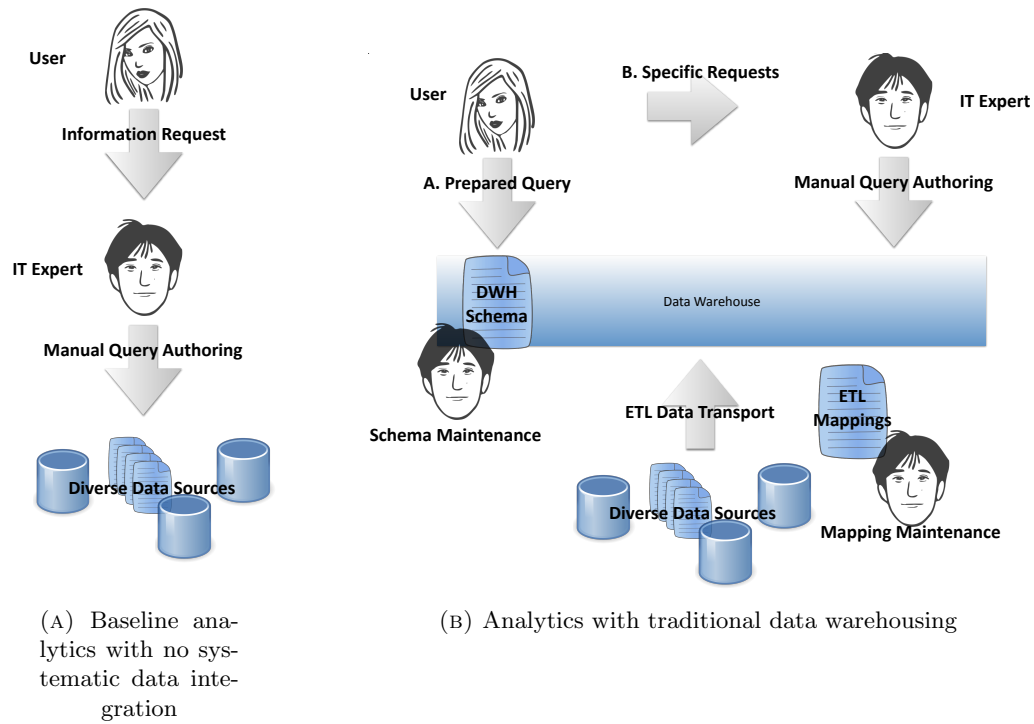 User
Information Request
IT Expert
Manual Query Authoring
Diverse Data Sources
(A) Baseline ana-
lytics with no sys-
tematic data inte-
gration
User
B. Specific Requests
IT Expert
A. Prepared Query
Manual Query Authoring
DWH
Schema
Data Warehouse
Schema Maintenance
ETL Data Transport
ETL
Mappings
Diverse Data Sources
Mapping Maintenance
(B) Analytics with traditional data warehousing